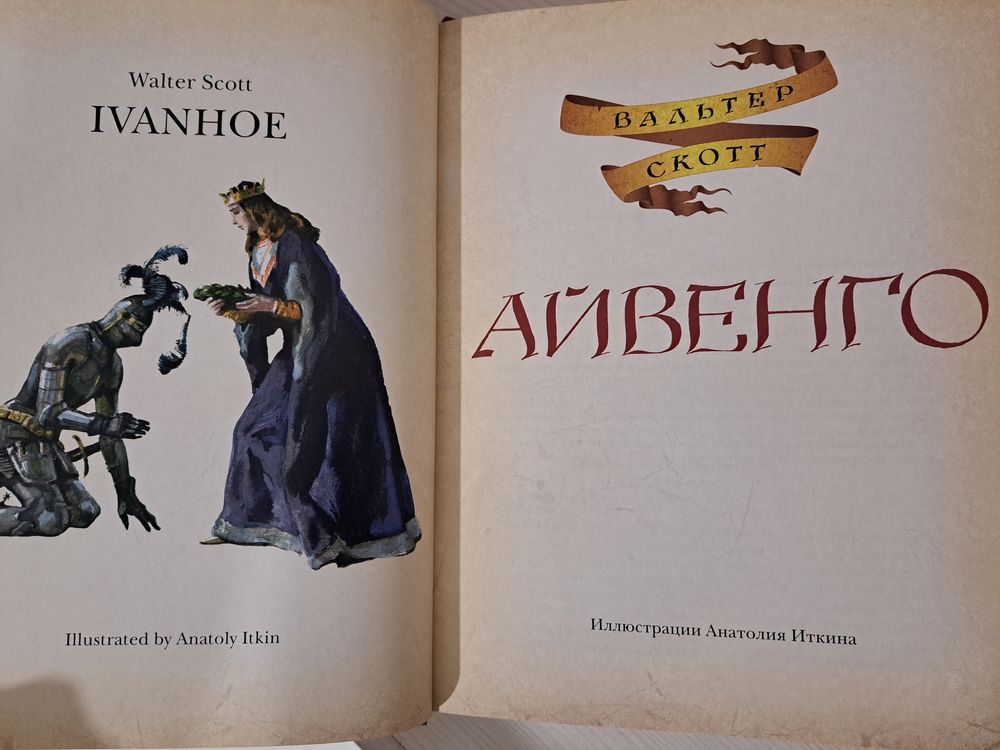 Walter Scott
IVANHOE
Illustrated by Anatoly Itkin
ВАЛЬТЕР
СКОТТ
АЙВЕНГО
Иллюстрации Анатолия Иткина